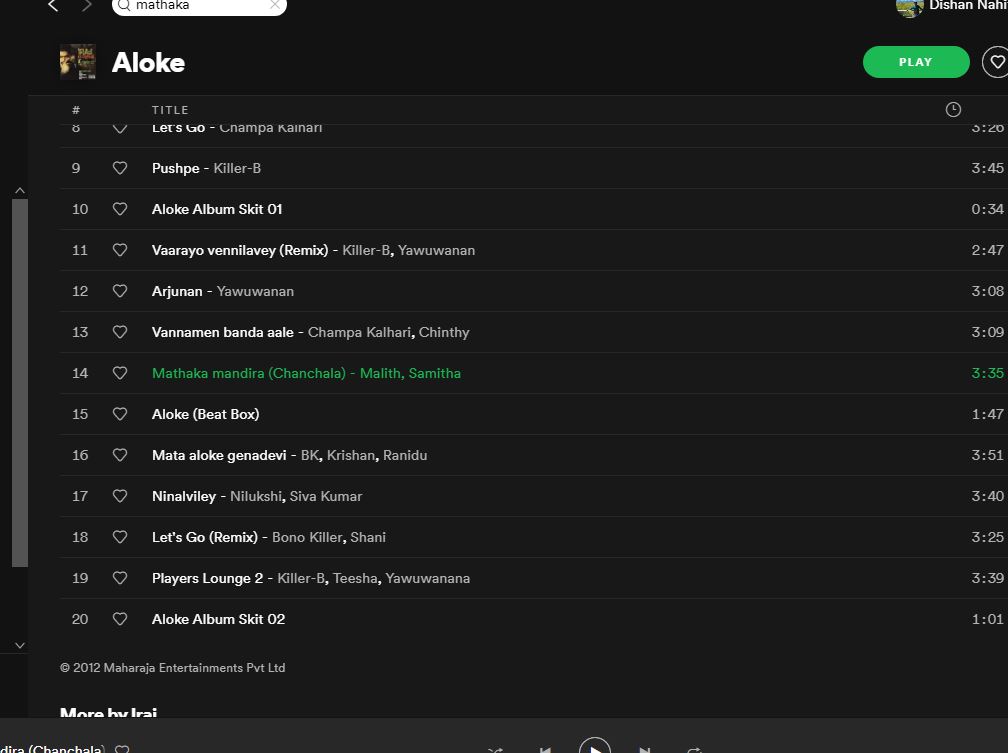 mathaka
Dishan Nahi
Aloke
PLAY
# TITLE
8 Let's Go - Champa Kalhari 3:26
9 Pushpe - Killer-B 3:45
10 Aloke Album Skit 01 0:34
11 Vaarayo vennilavey (Remix) - Killer-B, Yawuwanan 2:47
12 Arjunan - Yawuwanan 3:08
13 Vannamen banda aale - Champa Kalhari, Chinthy 3:09
14 Mathaka mandira (Chanchala) - Malith, Samitha 3:35
15 Aloke (Beat Box) 1:47
16 Mata aloke genadevi - BK, Krishan, Ranidu 3:51
17 Ninalviley - Nilukshi, Siva Kumar 3:40
18 Let's Go (Remix) - Bono Killer, Shani 3:25
19 Players Lounge 2 - Killer-B, Teesha, Yawuwanana 3:39
20 Aloke Album Skit 02 1:01
© 2012 Maharaja Entertainments Pvt Ltd
More by Iraj
dira (Chanchala)